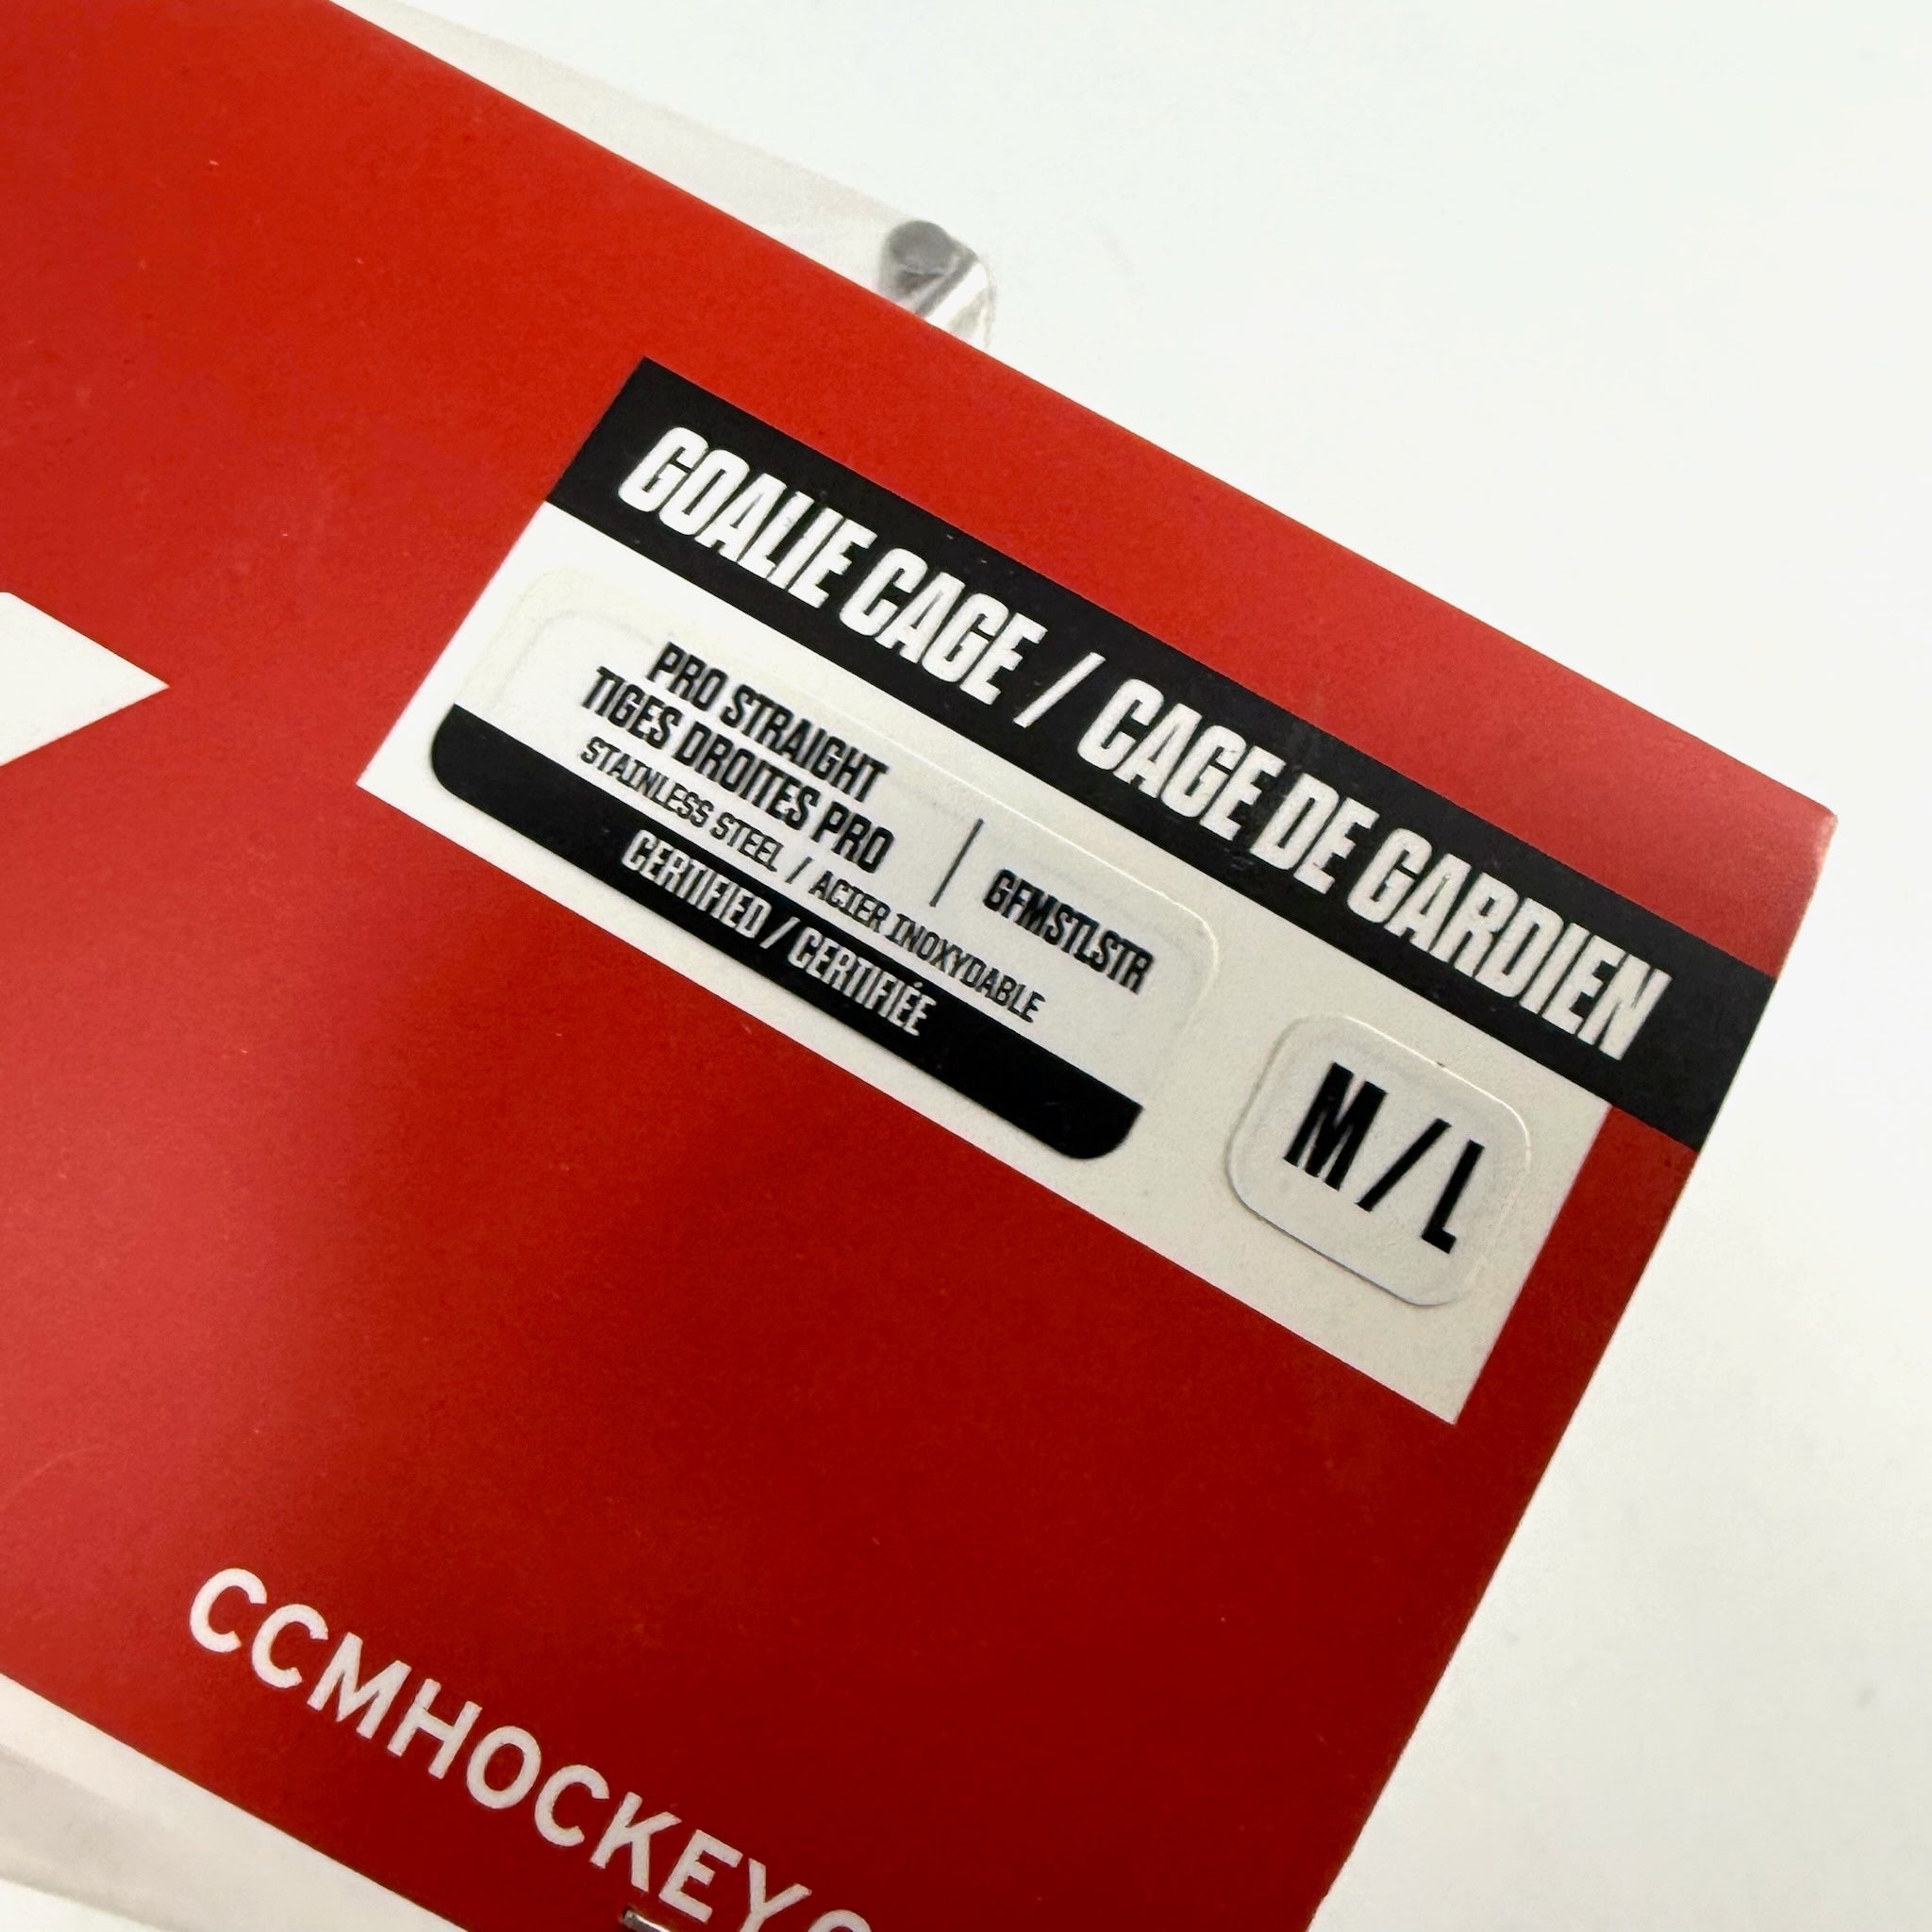 GOALIE CAGE / CAGE DE GARDIEN
PRO STRAIGHT
TIGES DROITES PRO
STAINLESS STEEL / ACIER INOXYDABLE
GFMSTLSTR
CERTIFIED / CERTIFIÉE
M/L
CCMHOCKEY